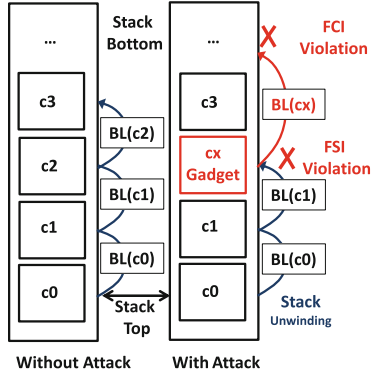 ...
Stack
Bottom
c3
BL(c2)
c2
BL(c1)
c1
BL(c0)
c0
Stack
Top
Without Attack
...
FCI
Violation
c3
BL(cx)
cx
Gadget
FSI
Violation
BL(c1)
c1
BL(c0)
c0
Stack
Unwinding
With Attack